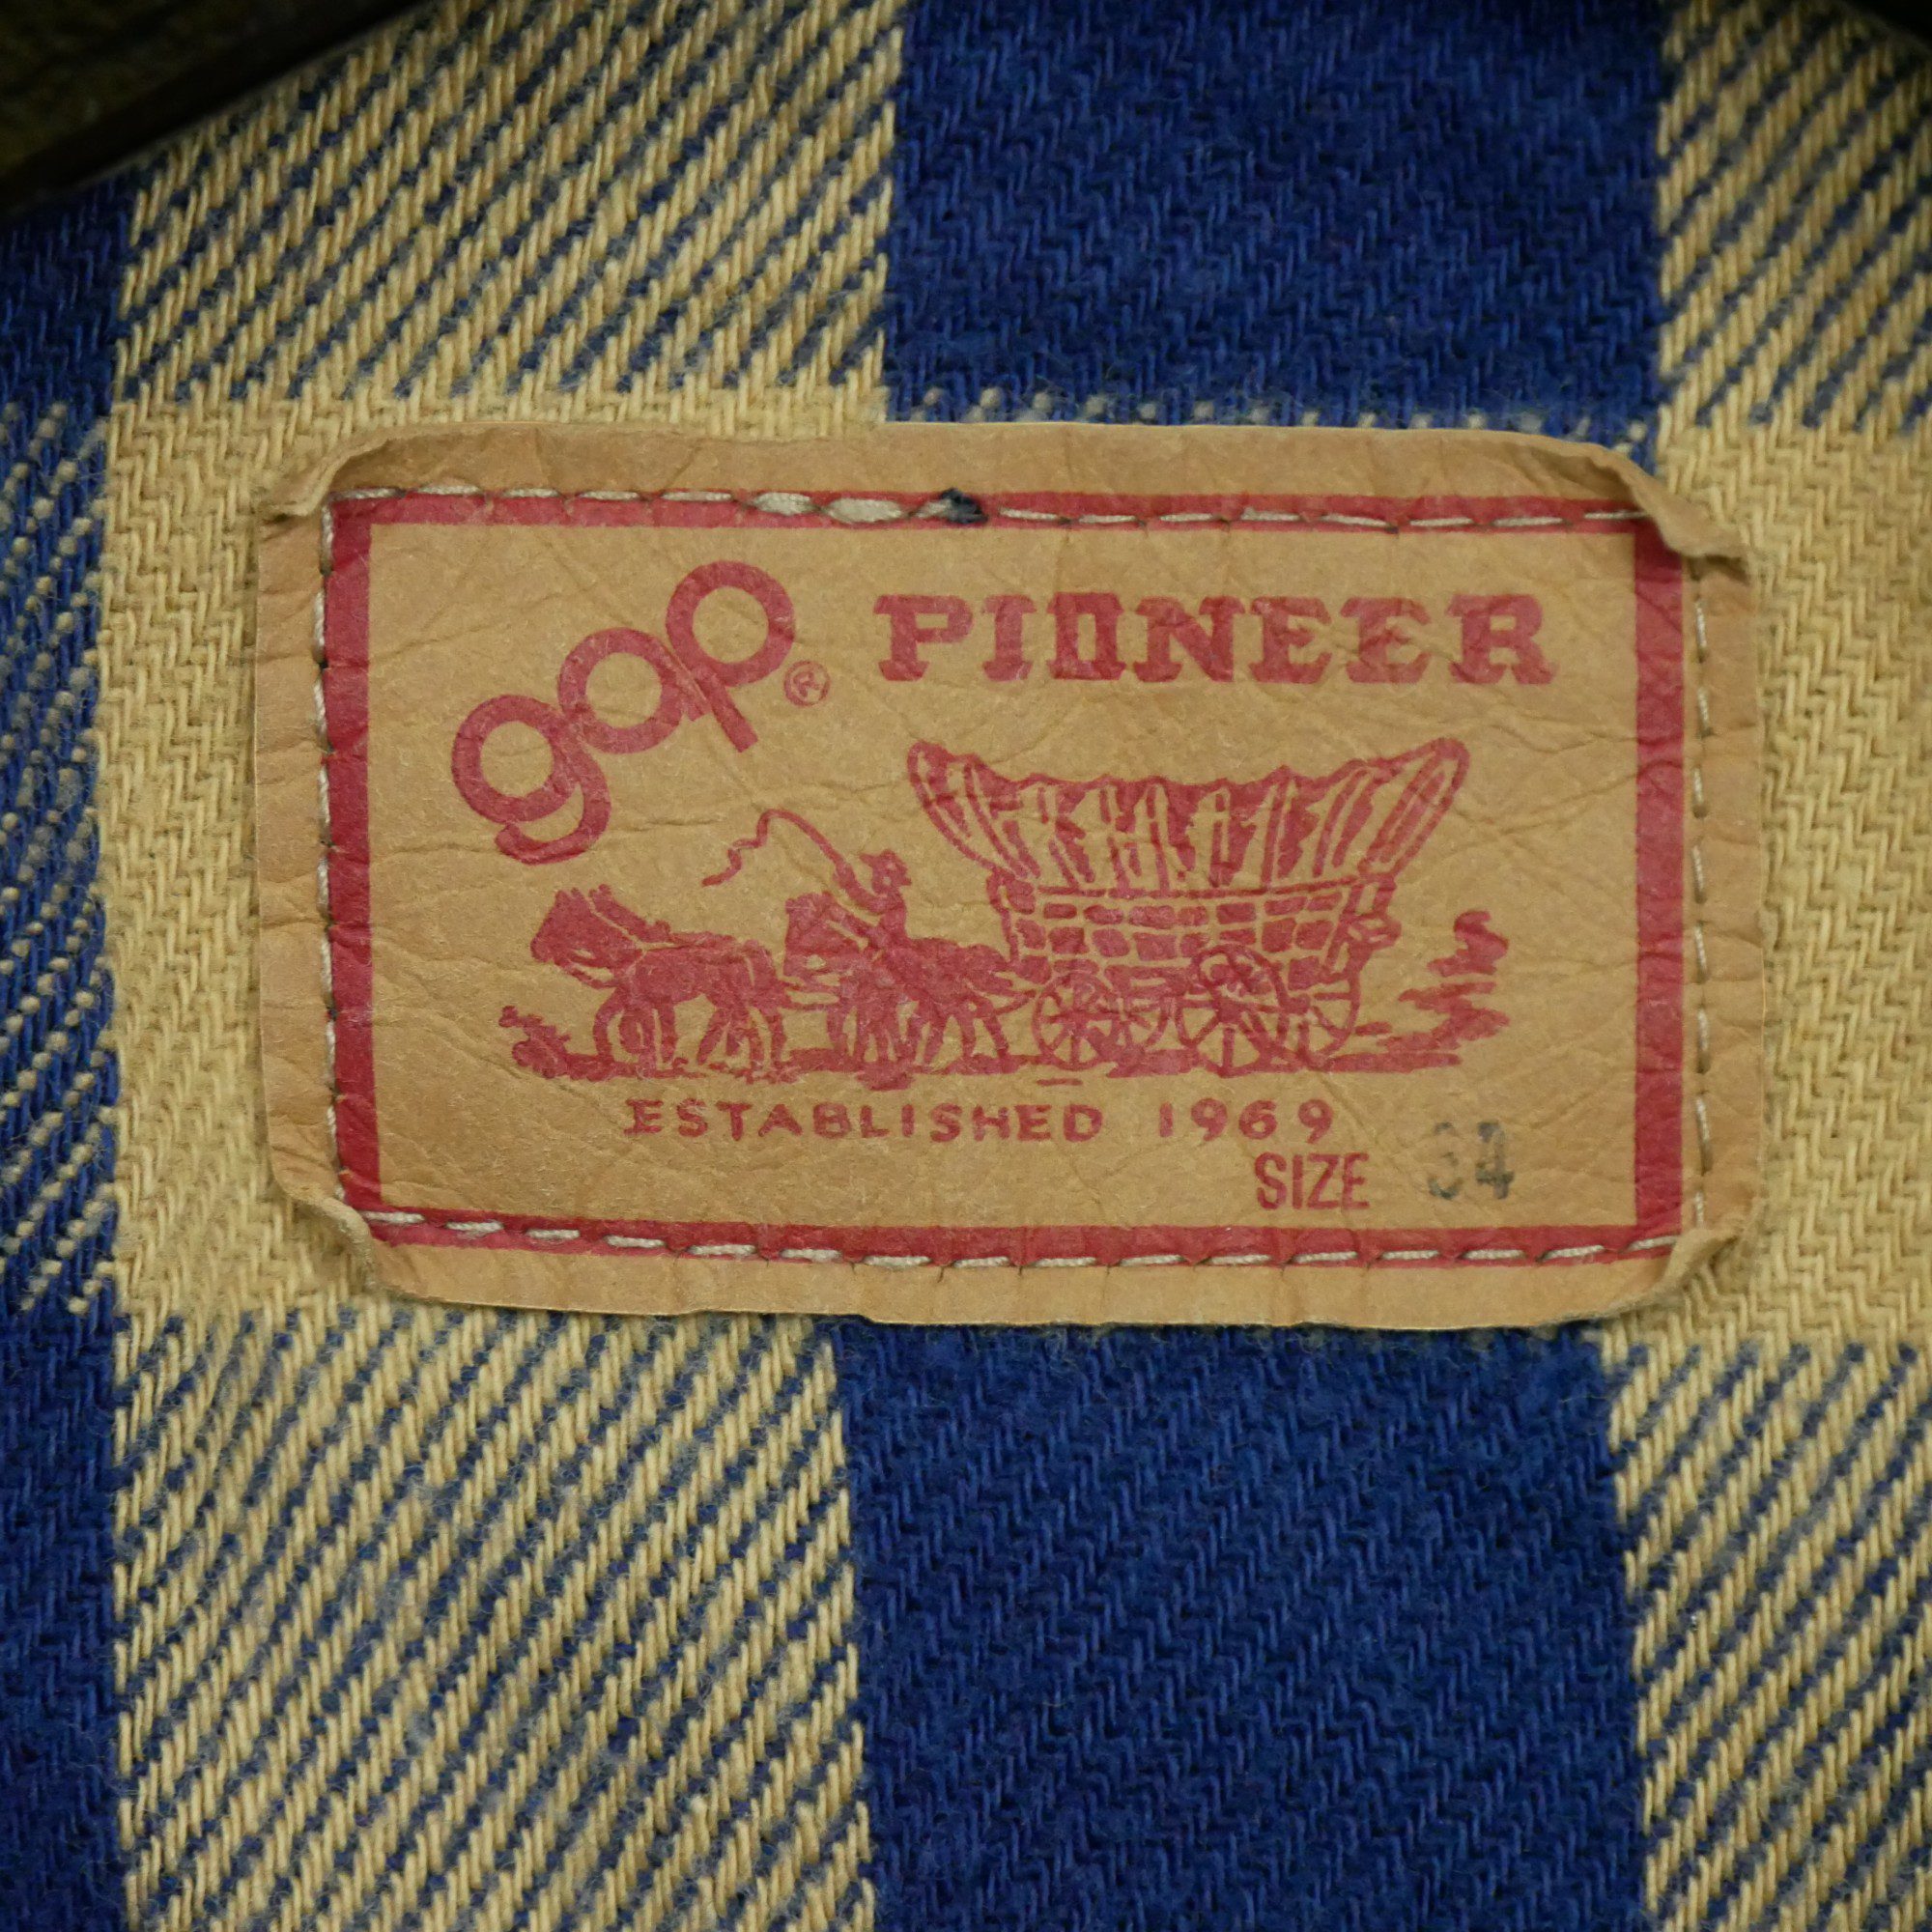 gap® PIONEER
ESTABLISHED 1969
SIZE 34